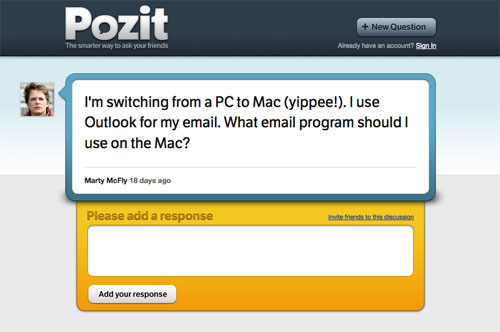 Pozit
The smarter way to ask your friends
+ New Question
Already have an account? Sign In
I'm switching from a PC to Mac (yippee!). I use
Outlook for my email. What email program should I
use on the Mac?
Marty McFly 18 days ago
Please add a response
Invite friends to this discussion
Add your response